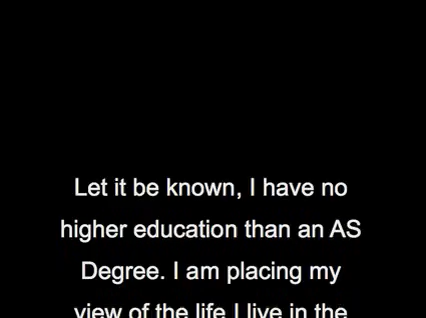 Let it be known, I have no
higher education than an AS
Degree. I am placing my
view of the life I live in the